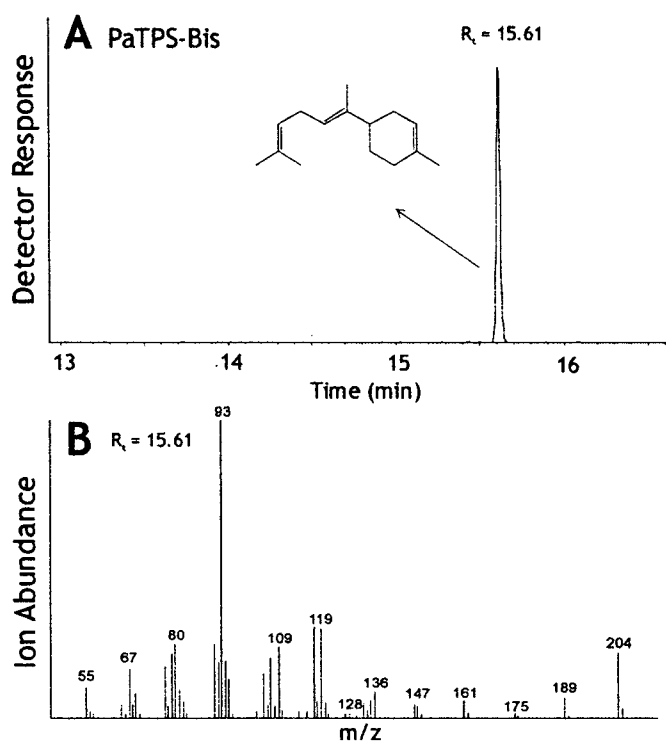 A PaTPS-Bis
Rt = 15.61
Detector Response
13 14 15 16
Time (min)
B Rt = 15.61
93
119
109
80
67
204
55
136
128
147
161
175
189
Ion Abundance
m/z